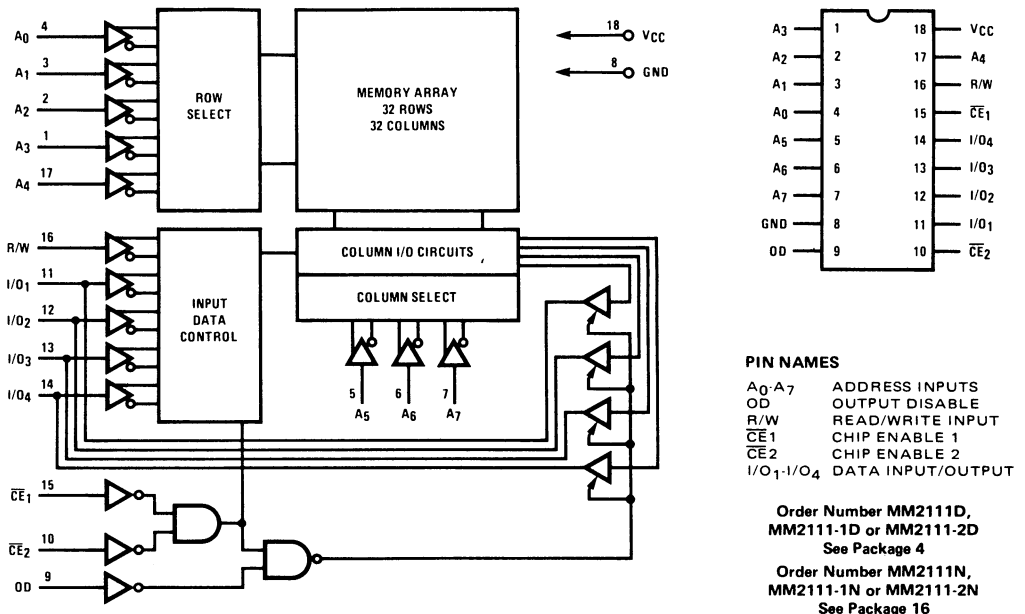 A0 4
A1 3
A2 2
A3 1
A4 17
ROW
SELECT
MEMORY ARRAY
32 ROWS
32 COLUMNS
18 VCC
8 GND
R/W 16
I/O1 11
I/O2 12
I/O3 13
I/O4 14
INPUT
DATA
CONTROL
COLUMN I/O CIRCUITS
COLUMN SELECT
5 6 7
A5 A6 A7
C̅E̅1 15
C̅E̅2 10
OD 9
A3 1 18 VCC
A2 2 17 A4
A1 3 16 R/W
A0 4 15 C̅E̅1
A5 5 14 I/O4
A6 6 13 I/O3
A7 7 12 I/O2
GND 8 11 I/O1
OD 9 10 C̅E̅2
PIN NAMES
A0-A7 ADDRESS INPUTS
OD OUTPUT DISABLE
R/W READ/WRITE INPUT
C̅E̅1 CHIP ENABLE 1
C̅E̅2 CHIP ENABLE 2
I/O1-I/O4 DATA INPUT/OUTPUT
Order Number MM2111D,
MM2111-1D or MM2111-2D
See Package 4
Order Number MM2111N,
MM2111-1N or MM2111-2N
See Package 16